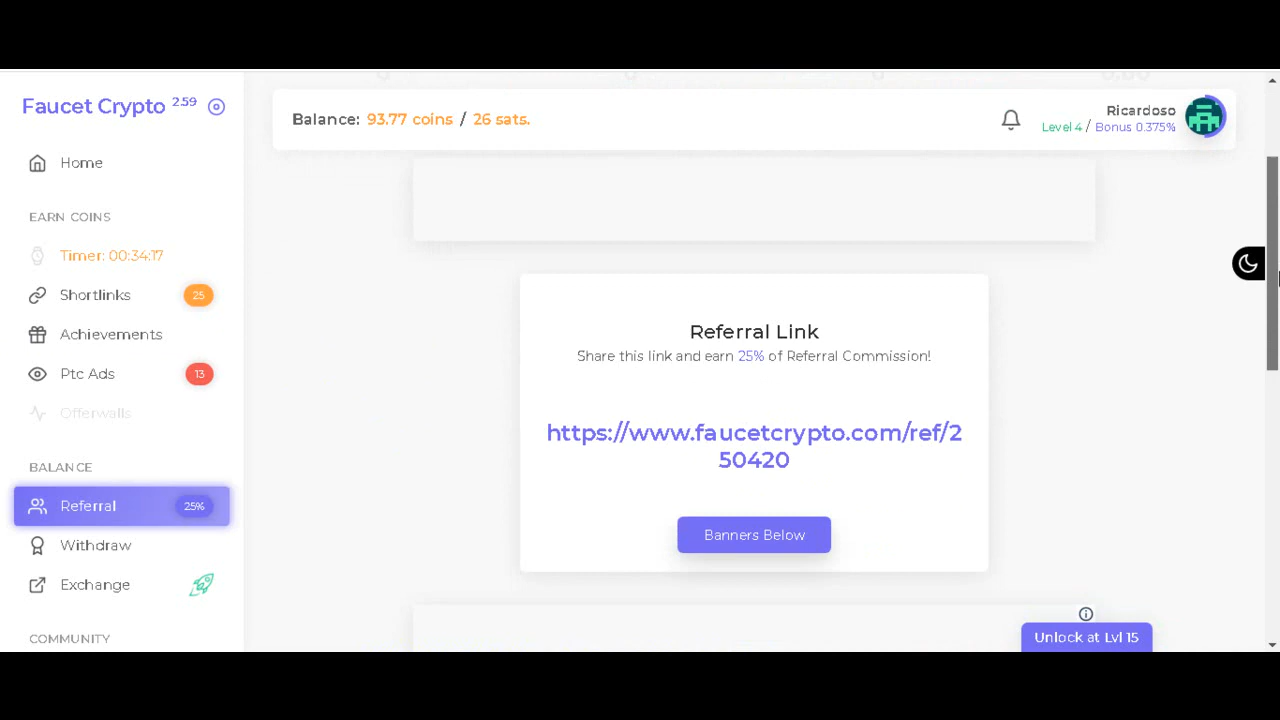 Faucet Crypto 2.59
Home
EARN COINS
Timer: 00:34:17
Shortlinks 25
Achievements
Ptc Ads 13
Offerwalls
BALANCE
Referral 25%
Withdraw
Exchange
COMMUNITY
Balance: 93.77 coins / 26 sats.
Ricardoso
Level 4 / Bonus 0.375%
Referral Link
Share this link and earn 25% of Referral Commission!
https://www.faucetcrypto.com/ref/2
50420
Banners Below
Unlock at Lvl 15